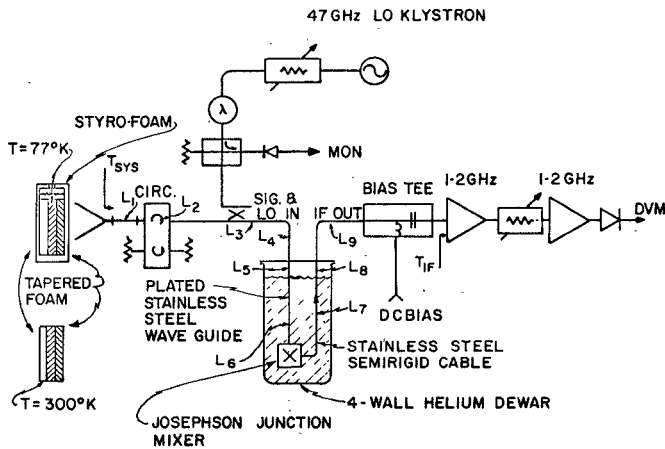 47 GHz LO KLYSTRON
STYRO-FOAM
T=77°K
TSYS
λ
MON
L1
CIRC.
L2
SIG. &
LO IN
L3
L4
IF OUT
L9
BIAS TEE
1-2GHz
1-2GHz
DVM
TIF
DC BIAS
L5
L8
TAPERED
FOAM
PLATED
STAINLESS
STEEL
WAVE GUIDE
L7
L6
STAINLESS STEEL
SEMIRIGID CABLE
T=300°K
4-WALL HELIUM DEWAR
JOSEPHSON JUNCTION
MIXER